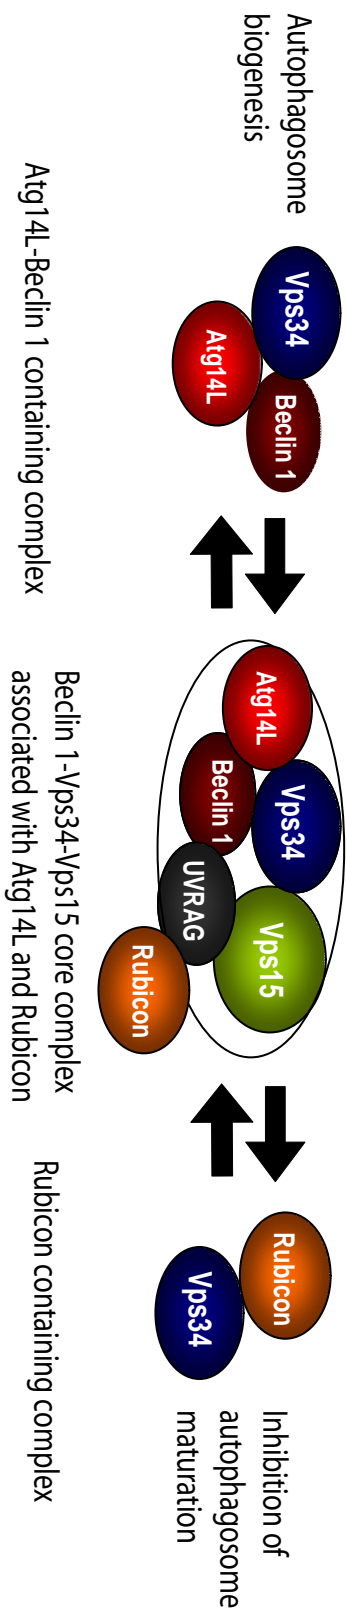 Autophagosome
biogenesis
Vps34
Beclin 1
Atg14L
Atg14L-Beclin 1 containing complex
Atg14L
Vps34
Beclin 1
Vps15
UVRAG
Rubicon
Beclin 1-Vps34-Vps15 core complex
associated with Atg14L and Rubicon
Rubicon
Vps34
Rubicon containing complex
Inhibition of
autophagosome
maturation